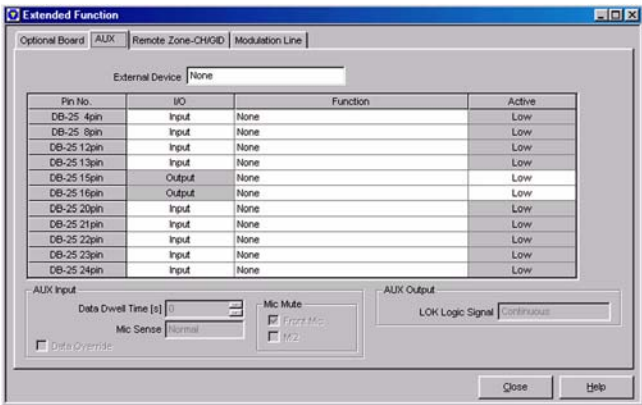 Extended Function
Optional Board AUX Remote Zone-CH/GID Modulation Line
External Device None
Pin No. I/O Function Active
DB-25 4pin Input None Low
DB-25 8pin Input None Low
DB-25 12pin Input None Low
DB-25 13pin Input None Low
DB-25 15pin Output None Low
DB-25 16pin Output None Low
DB-25 20pin Input None Low
DB-25 21pin Input None Low
DB-25 22pin Input None Low
DB-25 23pin Input None Low
DB-25 24pin Input None Low
AUX Input AUX Output
Data Dwell Time [s] 0 Mic Mute LOK Logic Signal Continuous
Front Mic
Mic Sense Normal
M2
Data Override
Close Help